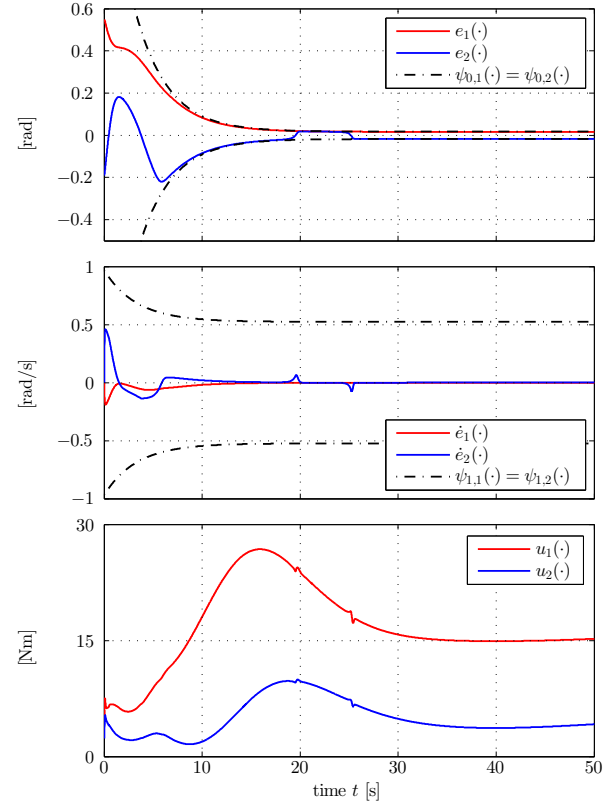 0.6
0.4
0.2
0
−0.2
−0.4
[rad]
e₁(·)
e₂(·)
ψ₀,₁(·) = ψ₀,₂(·)
1
0.5
0
−0.5
−1
[rad/s]
ė₁(·)
ė₂(·)
ψ₁,₁(·) = ψ₁,₂(·)
30
15
0
[Nm]
u₁(·)
u₂(·)
0 10 20 30 40 50
time t [s]